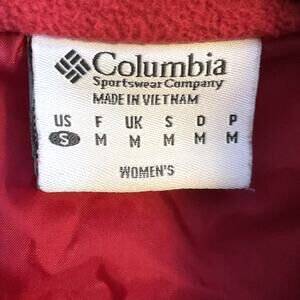 Columbia
Sportswear Company
MADE IN VIETNAM
US F UK S D P
S M M M M M
WOMEN'S